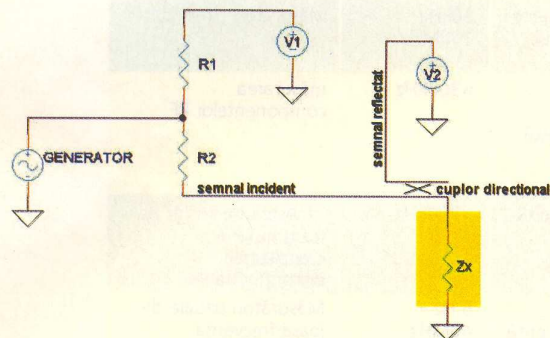 V1
R1
V2
semnal reflectat
GENERATOR
R2
semnal incident
cuplor directional
Zx